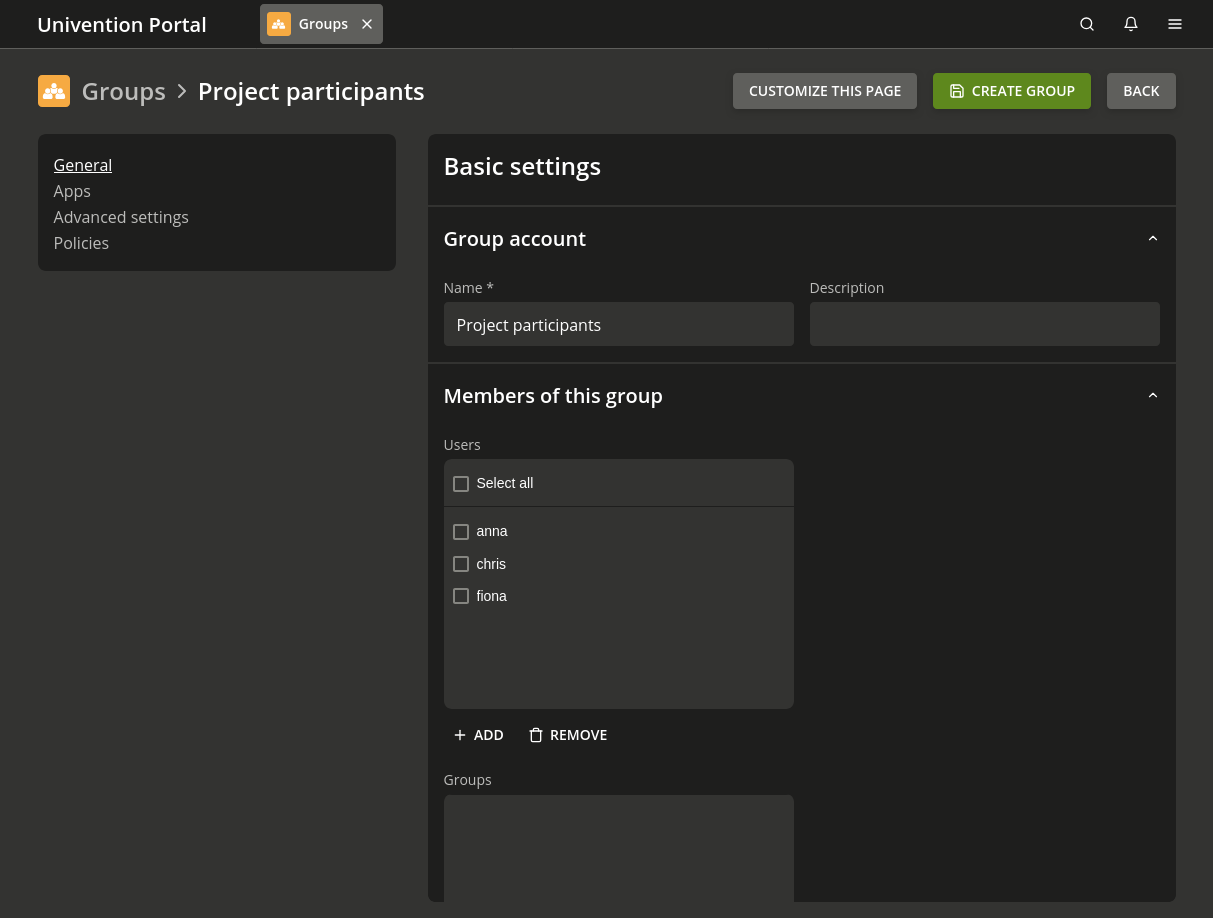 Univention Portal
Groups
Groups > Project participants
CUSTOMIZE THIS PAGE
CREATE GROUP
BACK
General
Apps
Advanced settings
Policies
Basic settings
Group account
Name *
Description
Project participants
Members of this group
Users
Select all
anna
chris
fiona
ADD
REMOVE
Groups